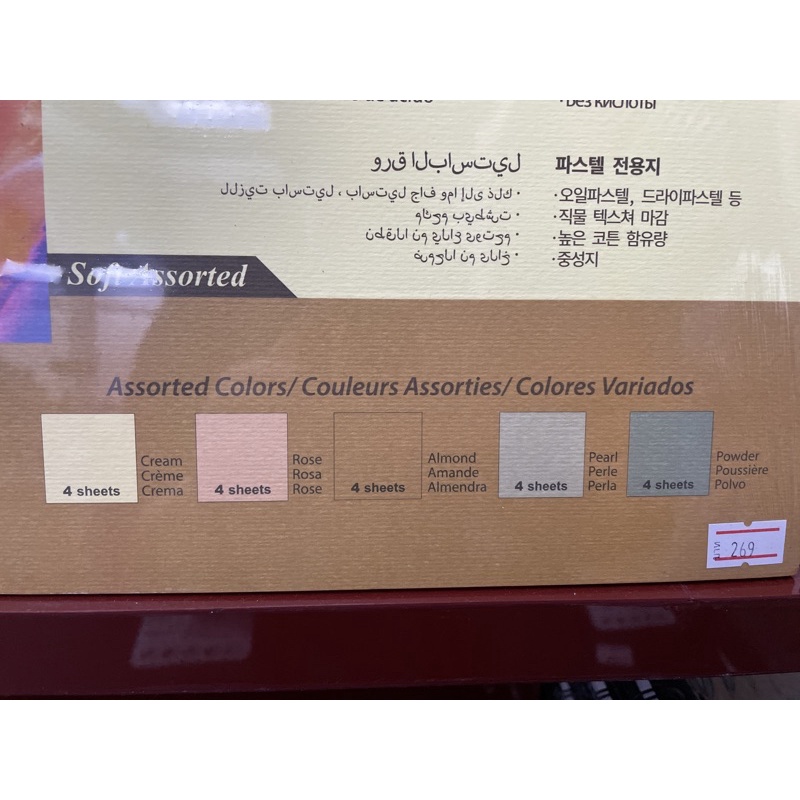 · Без кислоты
파스텔 전용지
·오일파스텔, 드라이파스텔 등
·직물 텍스쳐 마감
·높은 코튼 함유량
·중성지
Soft Assorted
Assorted Colors/ Couleurs Assorties/ Colores Variados
4 sheets
Cream
Crème
Crema
4 sheets
Rose
Rosa
Rose
4 sheets
Almond
Amande
Almendra
4 sheets
Pearl
Perle
Perla
4 sheets
Powder
Poussière
Polvo
269